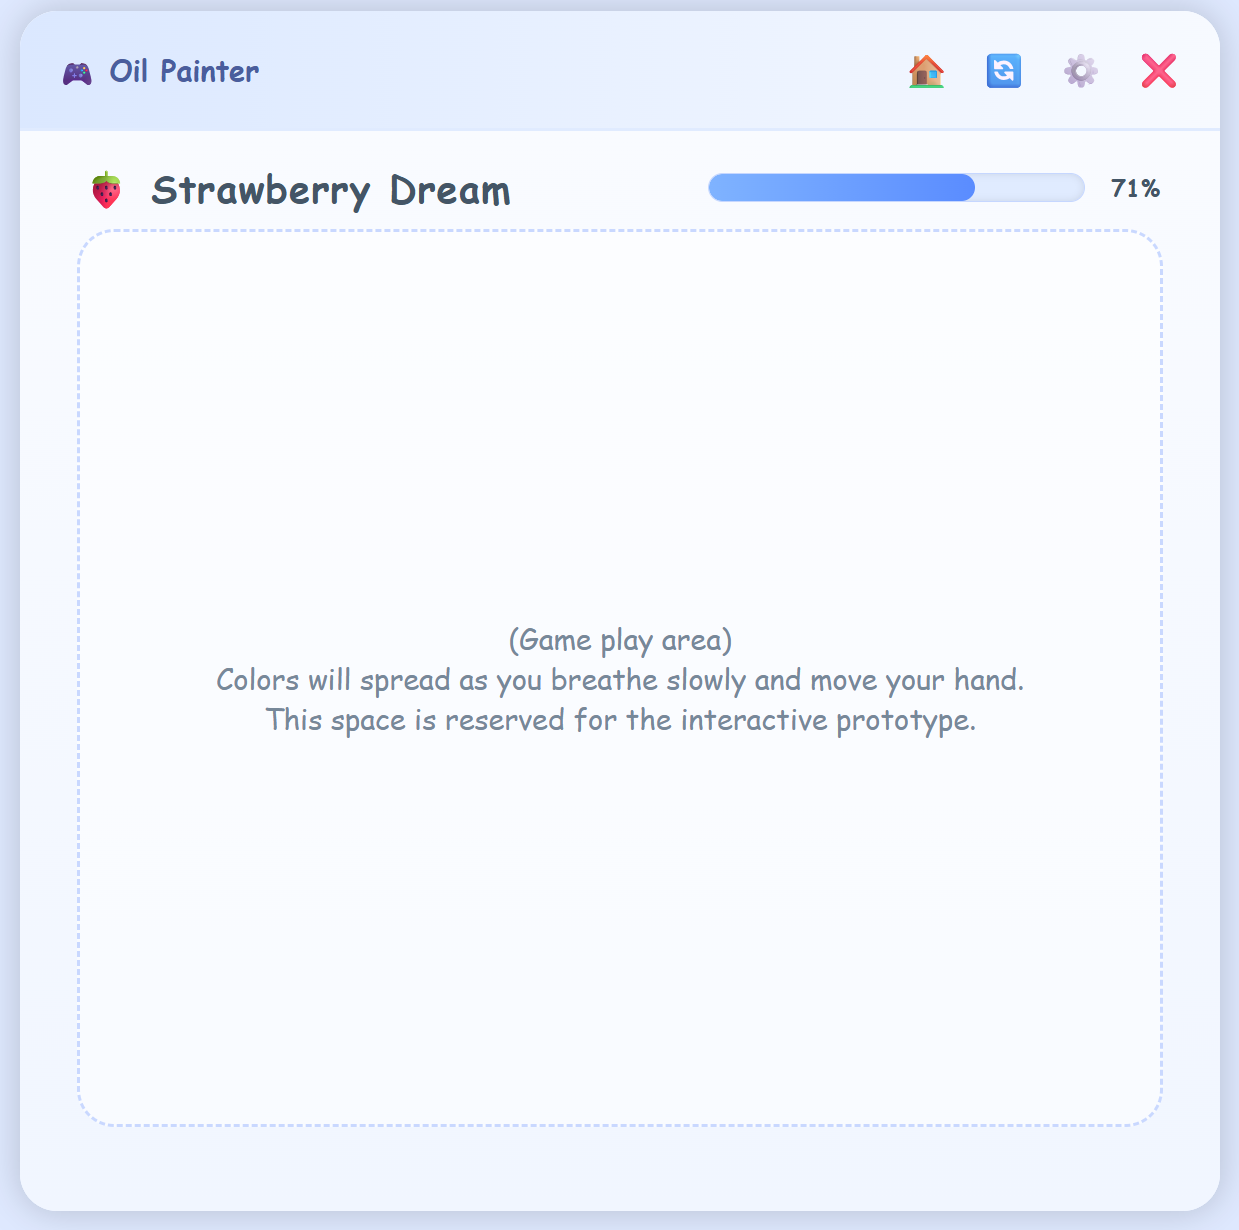 Oil Painter
Strawberry Dream
71%
(Game play area)
Colors will spread as you breathe slowly and move your hand.
This space is reserved for the interactive prototype.